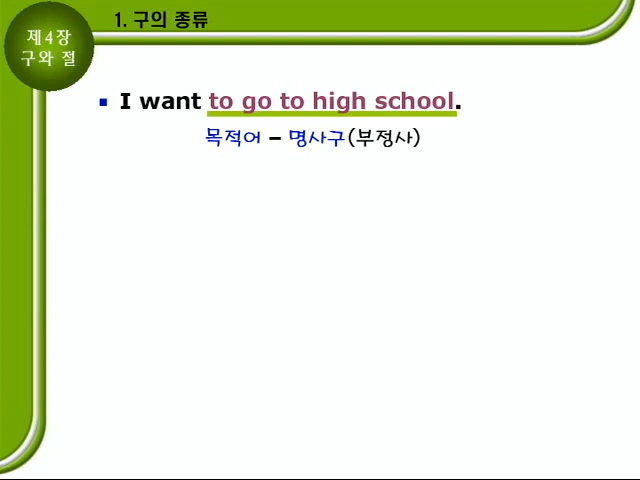 1. 구의 종류
제4장
구와 절
I want to go to high school.
목적어 – 명사구(부정사)